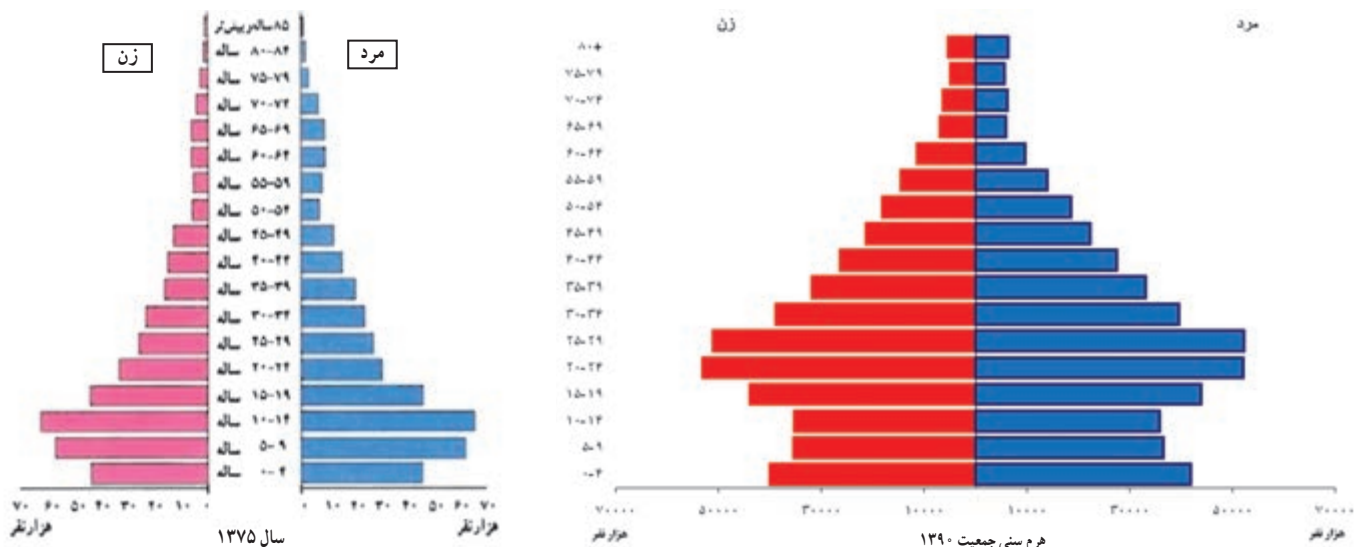 زن
مرد
۸۵ ساله و بیش‌تر
۸۰-۸۴ ساله
۷۵-۷۹ ساله
۷۰-۷۴ ساله
۶۵-۶۹ ساله
۶۰-۶۴ ساله
۵۵-۵۹ ساله
۵۰-۵۴ ساله
۴۵-۴۹ ساله
۴۰-۴۴ ساله
۳۵-۳۹ ساله
۳۰-۳۴ ساله
۲۵-۲۹ ساله
۲۰-۲۴ ساله
۱۵-۱۹ ساله
۱۰-۱۴ ساله
۵-۹ ساله
۰-۴ ساله
۷۰ ۶۰ ۵۰ ۴۰ ۳۰ ۲۰ ۱۰ ۰
۰ ۱۰ ۲۰ ۳۰ ۴۰ ۵۰ ۶۰ ۷۰
هزار نفر
هزار نفر
سال ۱۳۷۵
زن
مرد
۸۰+
۷۵-۷۹
۷۰-۷۴
۶۵-۶۹
۶۰-۶۴
۵۵-۵۹
۵۰-۵۴
۴۵-۴۹
۴۰-۴۴
۳۵-۳۹
۳۰-۳۴
۲۵-۲۹
۲۰-۲۴
۱۵-۱۹
۱۰-۱۴
۵-۹
۰-۴
۷۰۰۰۰ ۵۰۰۰۰ ۳۰۰۰۰ ۱۰۰۰۰ ۱۰۰۰۰ ۳۰۰۰۰ ۵۰۰۰۰ ۷۰۰۰۰
هزار نفر
هزار نفر
هرم سنی جمعیت ۱۳۹۰